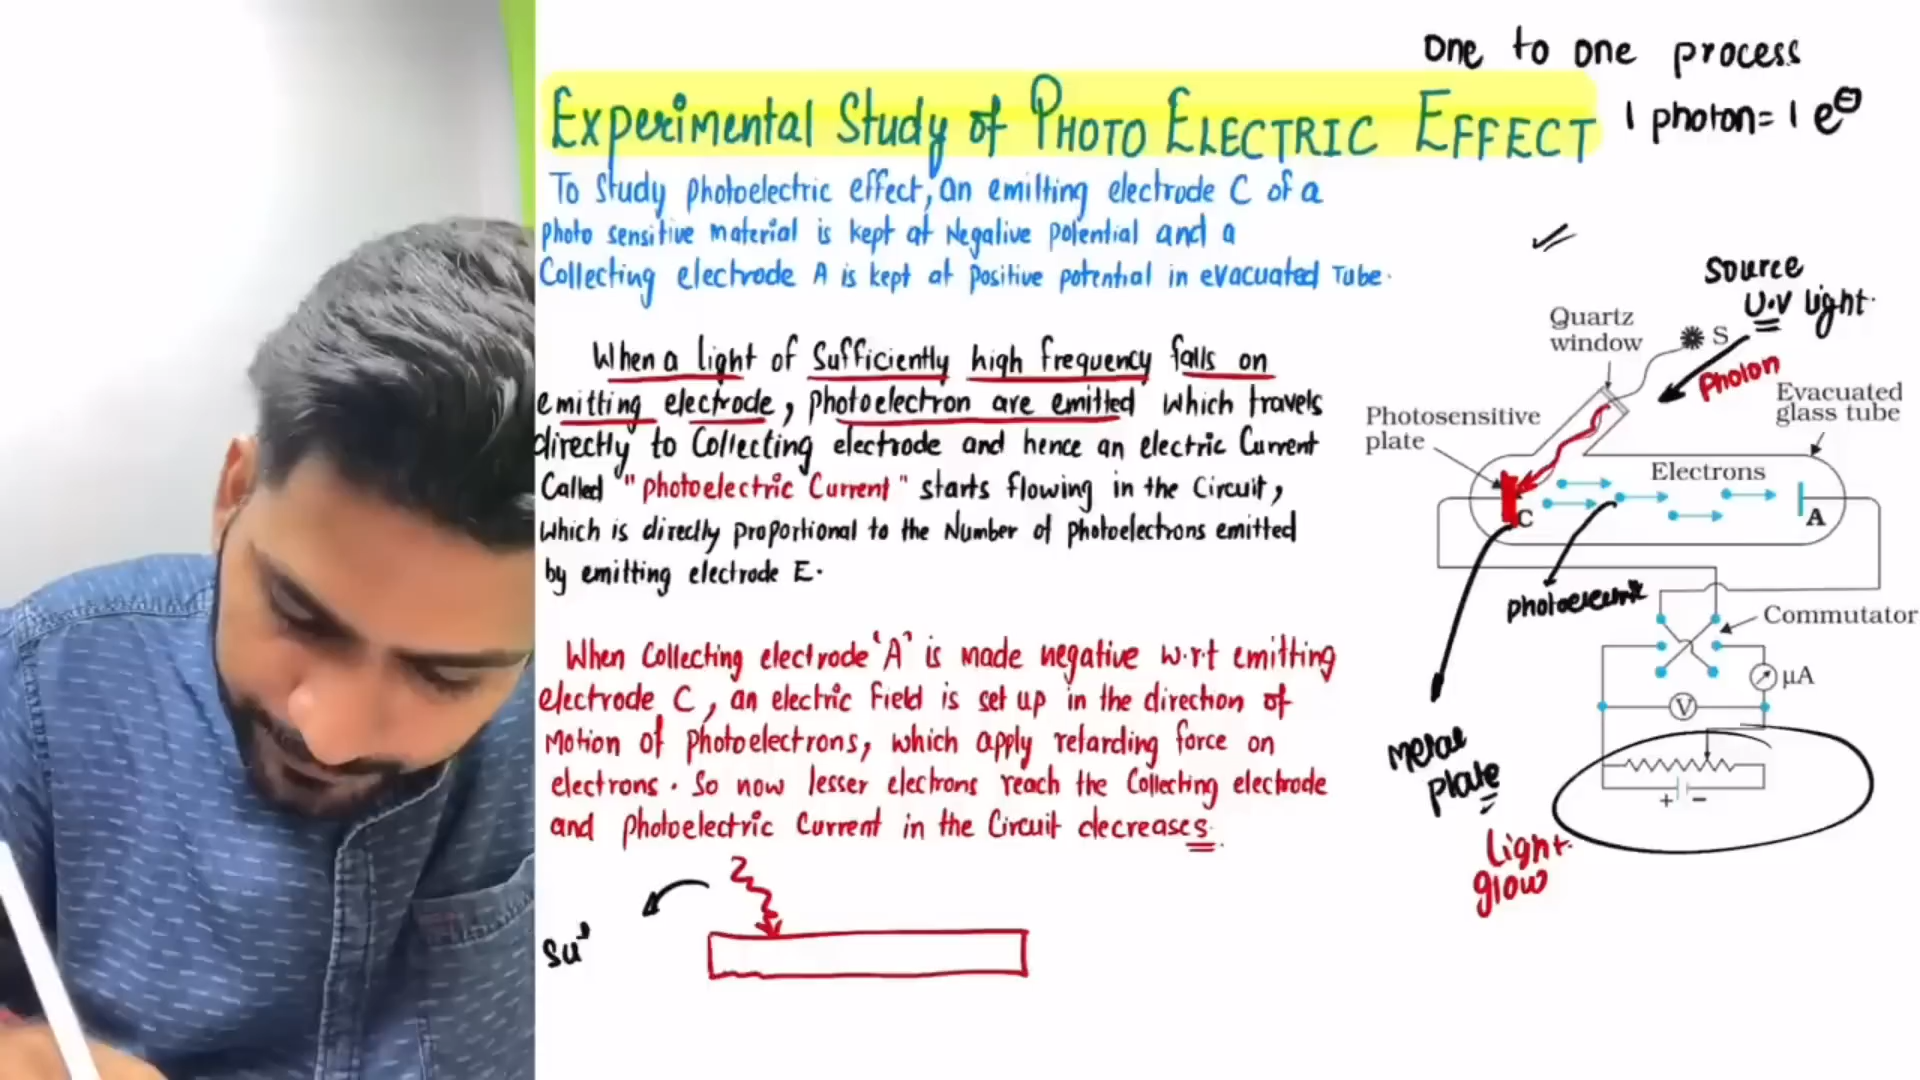 One to one process
Experimental Study of PHOTO ELECTRIC EFFECT
1 photon = 1 e⊖
To Study Photoelectric effect, an emitting electrode C of a
Photo sensitive material is kept at Negative Potential and a
Collecting electrode A is kept at Positive potential in evacuated Tube.
When a light of Sufficiently high frequency falls on
emitting electrode, photoelectron are emitted which travels
directly to Collecting electrode and hence an electric Current
Called "photoelectric Current" starts flowing in the Circuit,
which is directly proportional to the Number of photoelectrons emitted
by emitting electrode E.
When Collecting electrode 'A' is made negative w.r.t emitting
electrode C, an electric Field is set up in the direction of
Motion of Photoelectrons, which apply retarding force on
electrons. So now lesser electrons reach the Collecting electrode
and Photoelectric Current in the Circuit decreases.
Su
Source
U.V light.
Quartz
window
S
Photon
Evacuated
glass tube
Photosensitive
plate
Electrons
C
A
Commutator
μA
V
+ −
Metal
plate
Light
glow